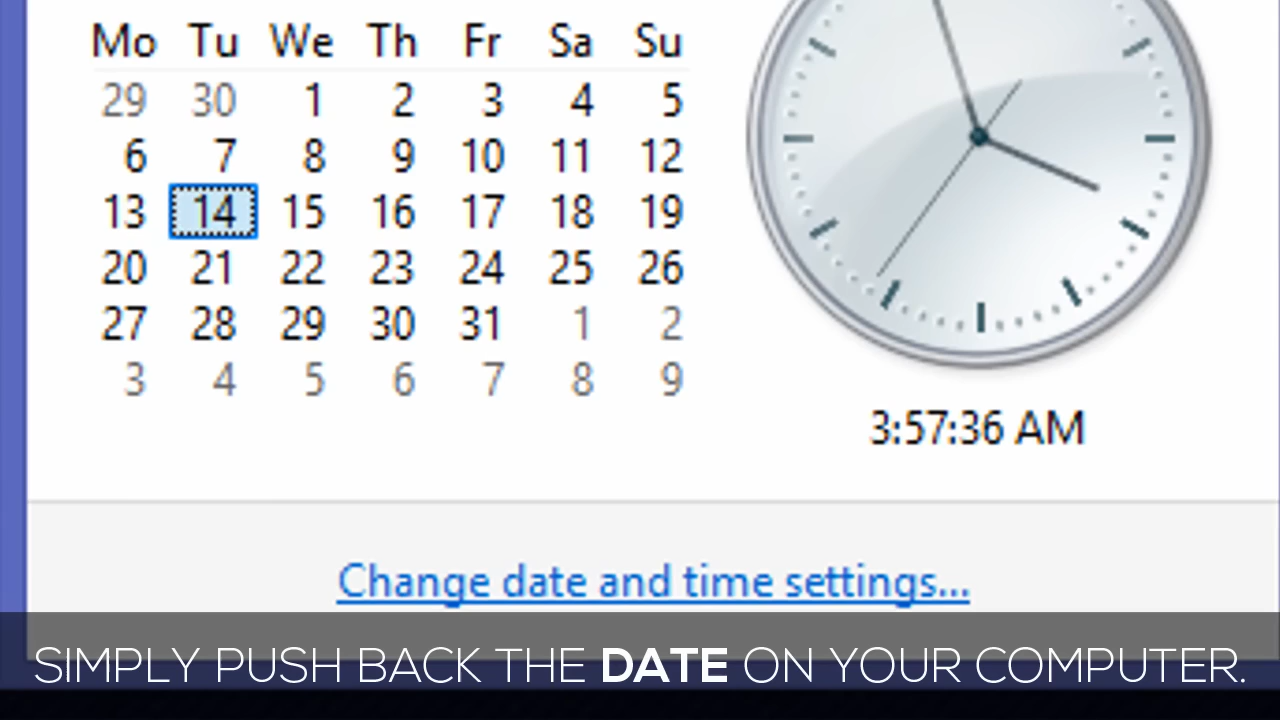 Mo Tu We Th Fr Sa Su
29 30 1 2 3 4 5
6 7 8 9 10 11 12
13 14 15 16 17 18 19
20 21 22 23 24 25 26
27 28 29 30 31 1 2
3 4 5 6 7 8 9
3:57:36 AM
Change date and time settings...
SIMPLY PUSH BACK THE DATE ON YOUR COMPUTER.